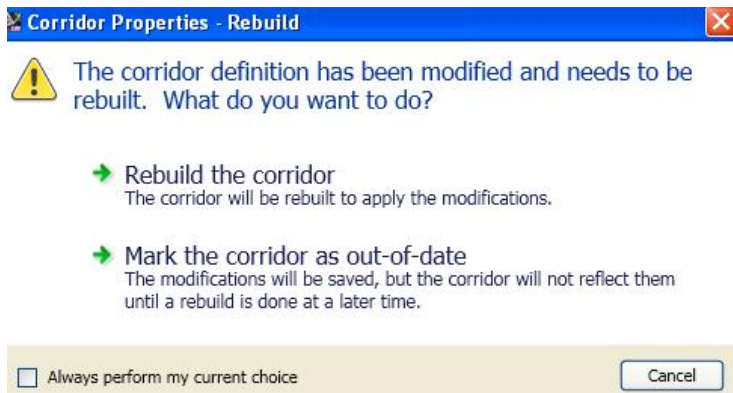 Corridor Properties - Rebuild
The corridor definition has been modified and needs to be
rebuilt. What do you want to do?
Rebuild the corridor
The corridor will be rebuilt to apply the modifications.
Mark the corridor as out-of-date
The modifications will be saved, but the corridor will not reflect them
until a rebuild is done at a later time.
Always perform my current choice
Cancel